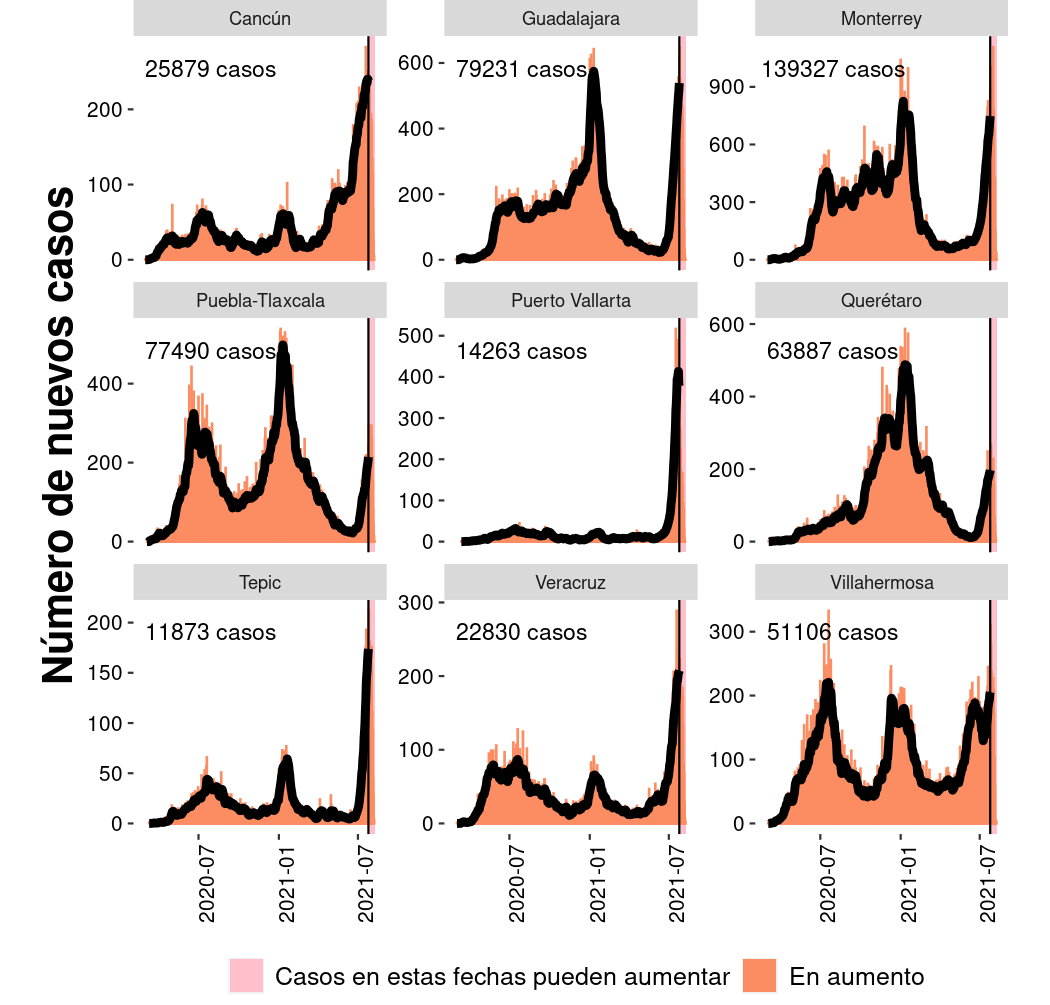 Número de nuevos casos
Cancún
Guadalajara
Monterrey
25879 casos
79231 casos
139327 casos
200
100
0
600
400
200
0
900
600
300
0
Puebla-Tlaxcala
Puerto Vallarta
Querétaro
77490 casos
14263 casos
63887 casos
400
200
0
500
400
300
200
100
0
600
400
200
0
Tepic
Veracruz
Villahermosa
11873 casos
22830 casos
51106 casos
200
150
100
50
0
300
200
100
0
300
200
100
0
2020-07
2021-01
2021-07
2020-07
2021-01
2021-07
2020-07
2021-01
2021-07
Casos en estas fechas pueden aumentar
En aumento